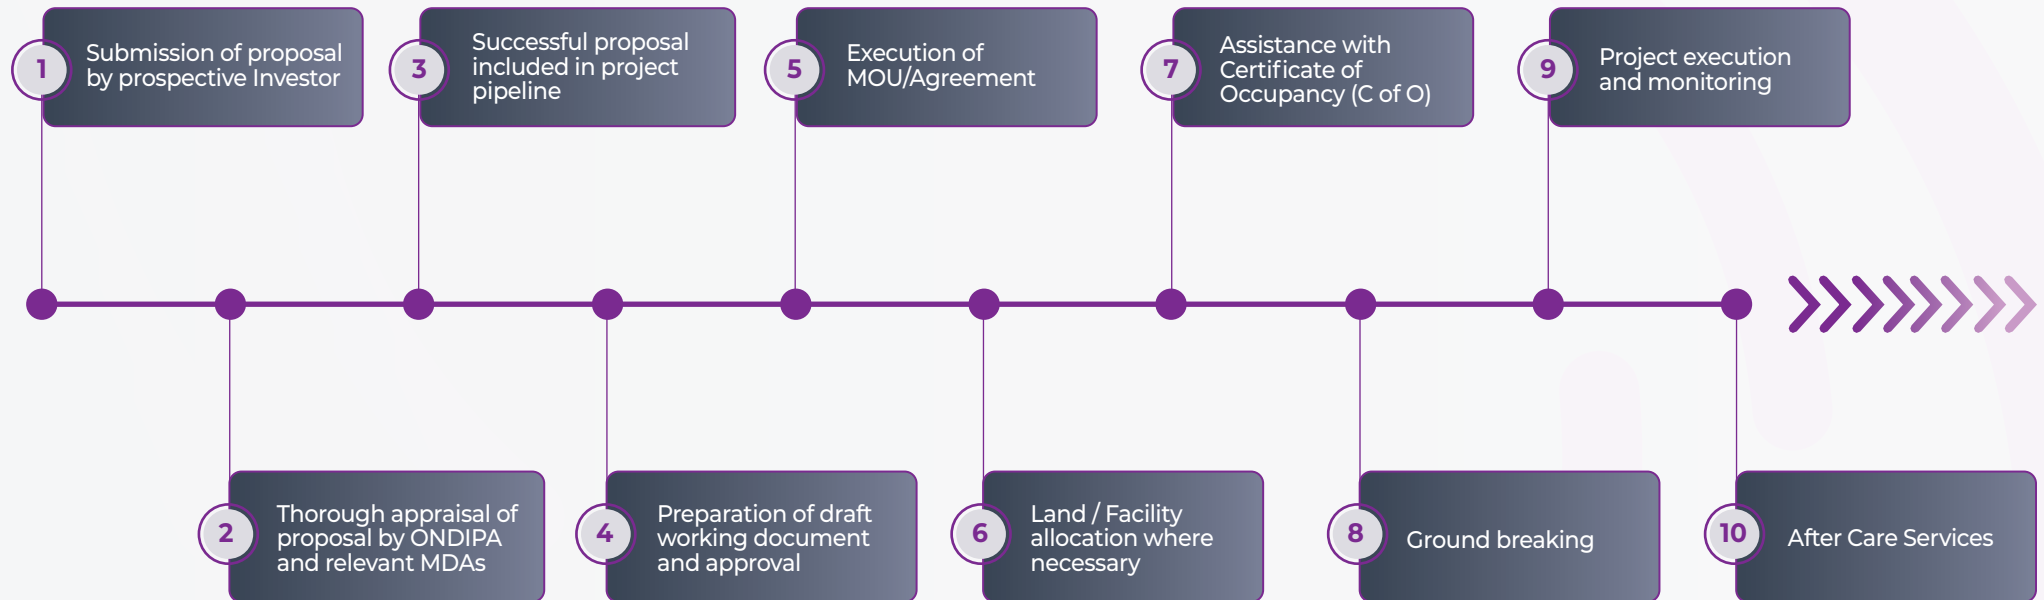 1
Submission of proposal
by prospective Investor
2
Thorough appraisal of
proposal by ONDIPA
and relevant MDAs
3
Successful proposal
included in project
pipeline
4
Preparation of draft
working document
and approval
5
Execution of
MOU/Agreement
6
Land / Facility
allocation where
necessary
7
Assistance with
Certificate of
Occupancy (C of O)
8
Ground breaking
9
Project execution
and monitoring
10
After Care Services